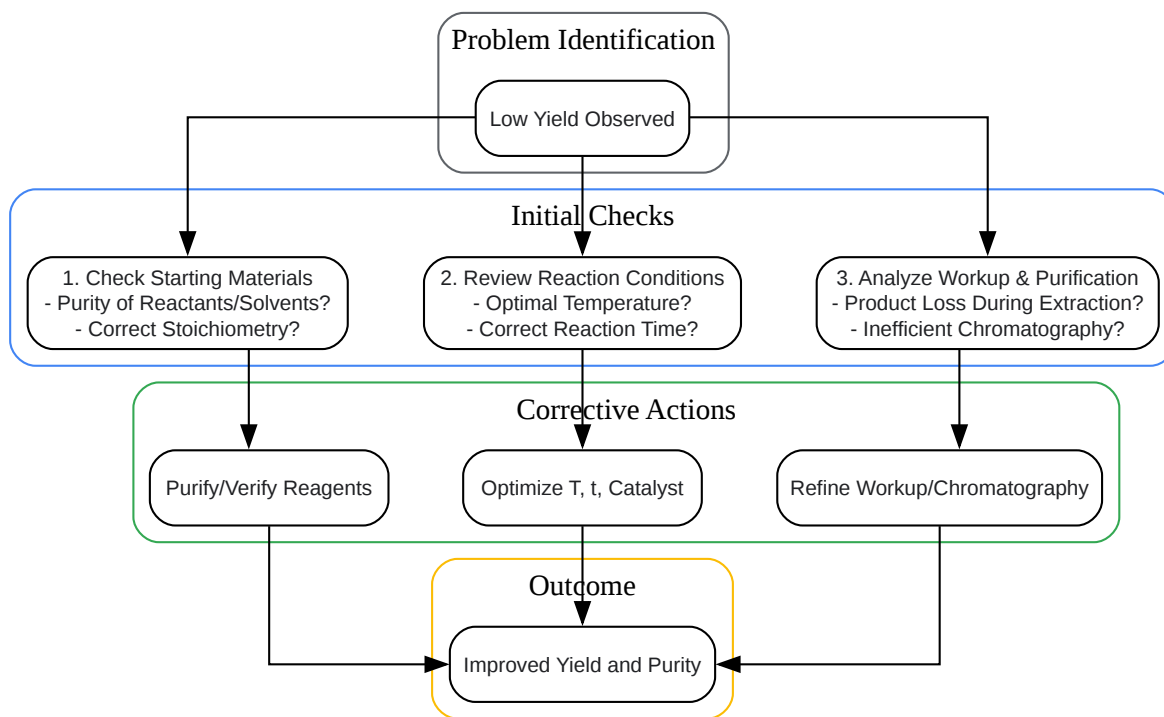 Problem Identification
Low Yield Observed
Initial Checks
1. Check Starting Materials
- Purity of Reactants/Solvents?
- Correct Stoichiometry?
2. Review Reaction Conditions
- Optimal Temperature?
- Correct Reaction Time?
3. Analyze Workup & Purification
- Product Loss During Extraction?
- Inefficient Chromatography?
Corrective Actions
Purify/Verify Reagents
Optimize T, t, Catalyst
Refine Workup/Chromatography
Outcome
Improved Yield and Purity